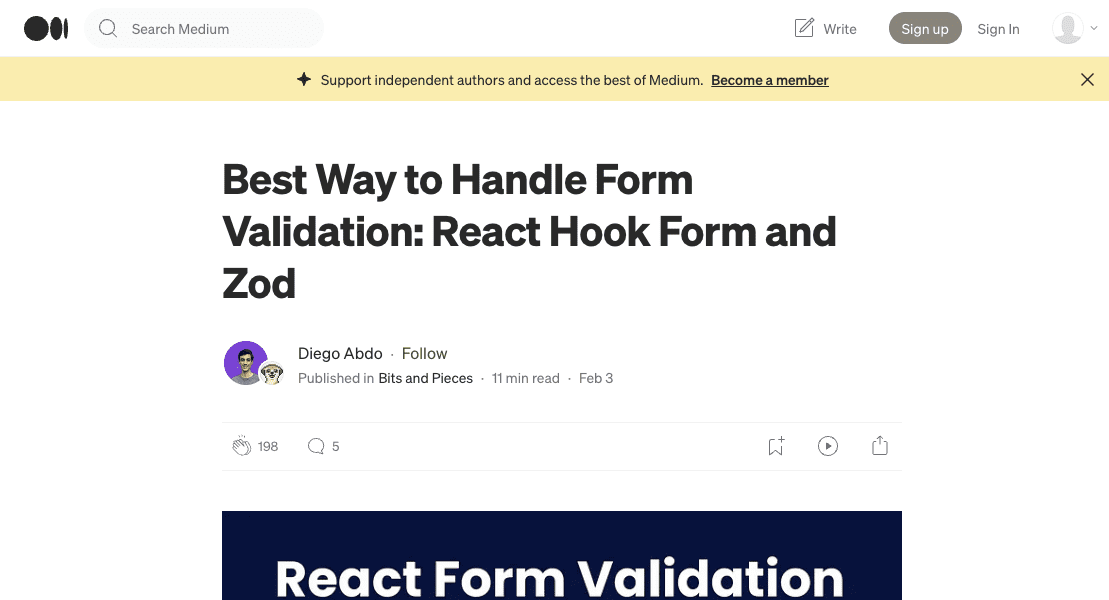 Search Medium
Write
Sign up
Sign In
Support independent authors and access the best of Medium. Become a member
Best Way to Handle Form
Validation: React Hook Form and
Zod
Diego Abdo · Follow
Published in Bits and Pieces · 11 min read · Feb 3
198
5
React Form Validation